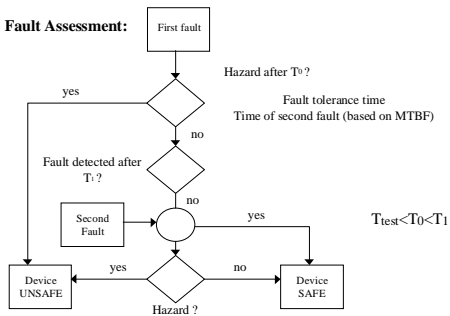 Fault Assessment:
First fault
Hazard after T0 ?
yes
Fault tolerance time
Time of second fault (based on MTBF)
no
Fault detected after
T1 ?
no
Second
Fault
yes
Ttest<T0<T1
yes
no
Device
UNSAFE
Device
SAFE
Hazard ?